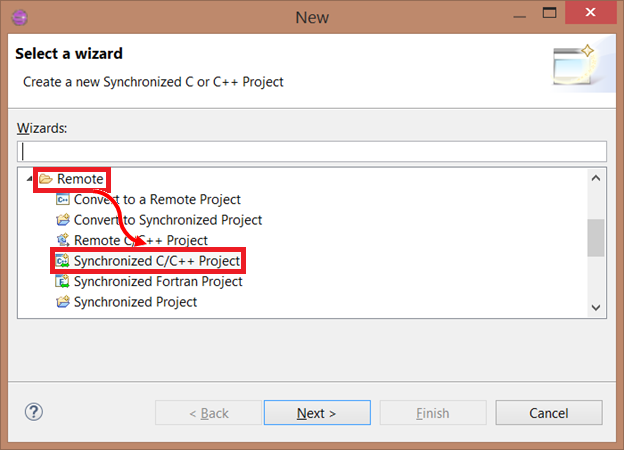 New
Select a wizard
Create a new Synchronized C or C++ Project
Wizards:
Remote
Convert to a Remote Project
Convert to Synchronized Project
Remote C/C++ Project
Synchronized C/C++ Project
Synchronized Fortran Project
Synchronized Project
< Back Next > Finish Cancel